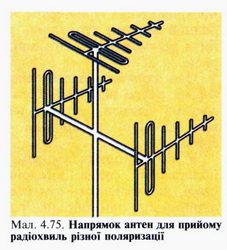 Мал. 4.75. Напрямок антен для прийому
радіохвиль різної поляризації